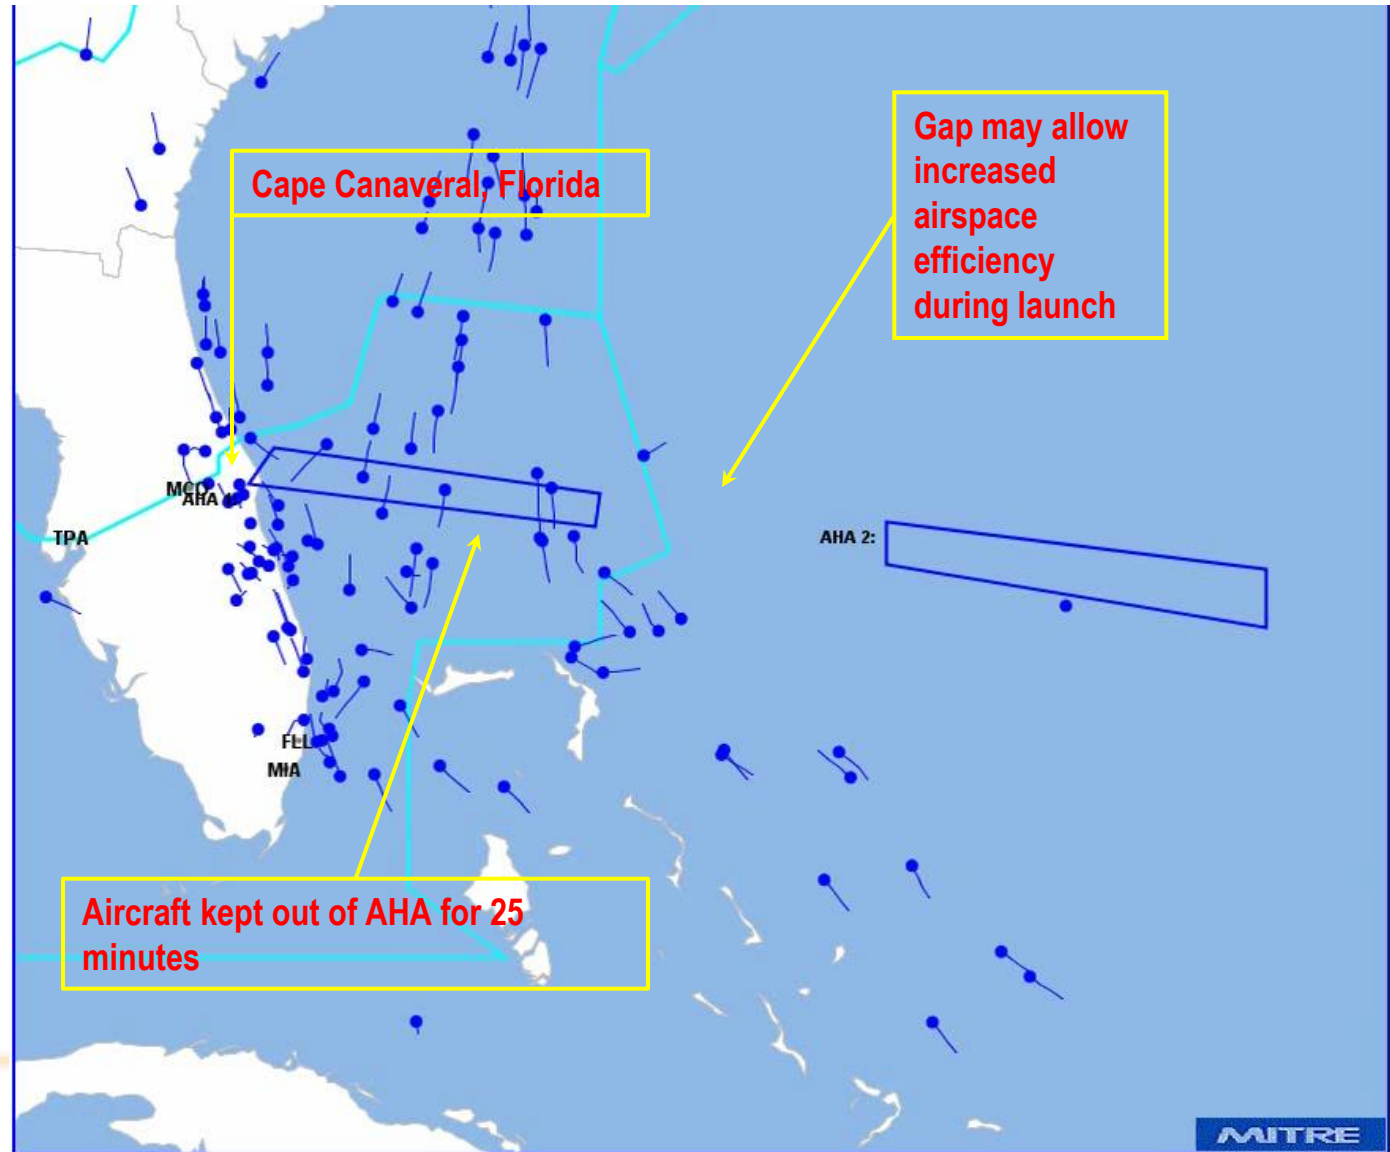 Gap may allow
increased
airspace
efficiency
during launch
Cape Canaveral, Florida
MCO
AHA 1:
TPA
AHA 2:
FLL
MIA
Aircraft kept out of AHA for 25
minutes
MITRE